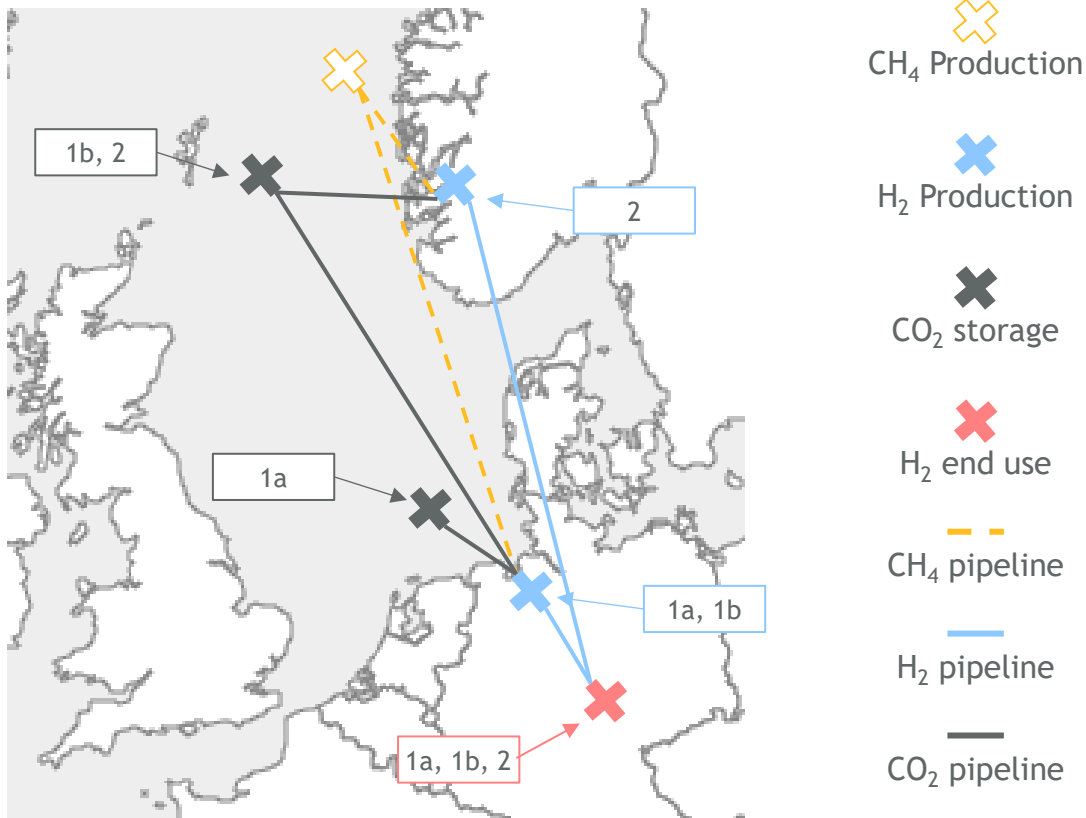 CH₄ Production
1b, 2
H₂ Production
2
CO₂ storage
1a
H₂ end use
CH₄ pipeline
1a, 1b
H₂ pipeline
1a, 1b, 2
CO₂ pipeline